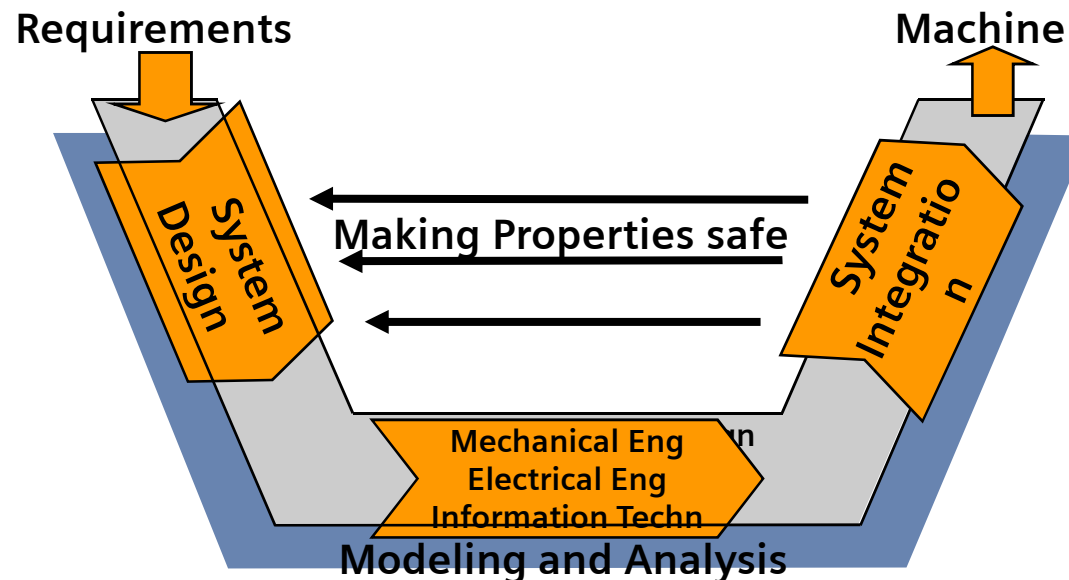 Requirements
Machine
System
Design
Making Properties safe
System
Integratio
n
Mechanical Eng
Electrical Eng
Information Techn
Modeling and Analysis